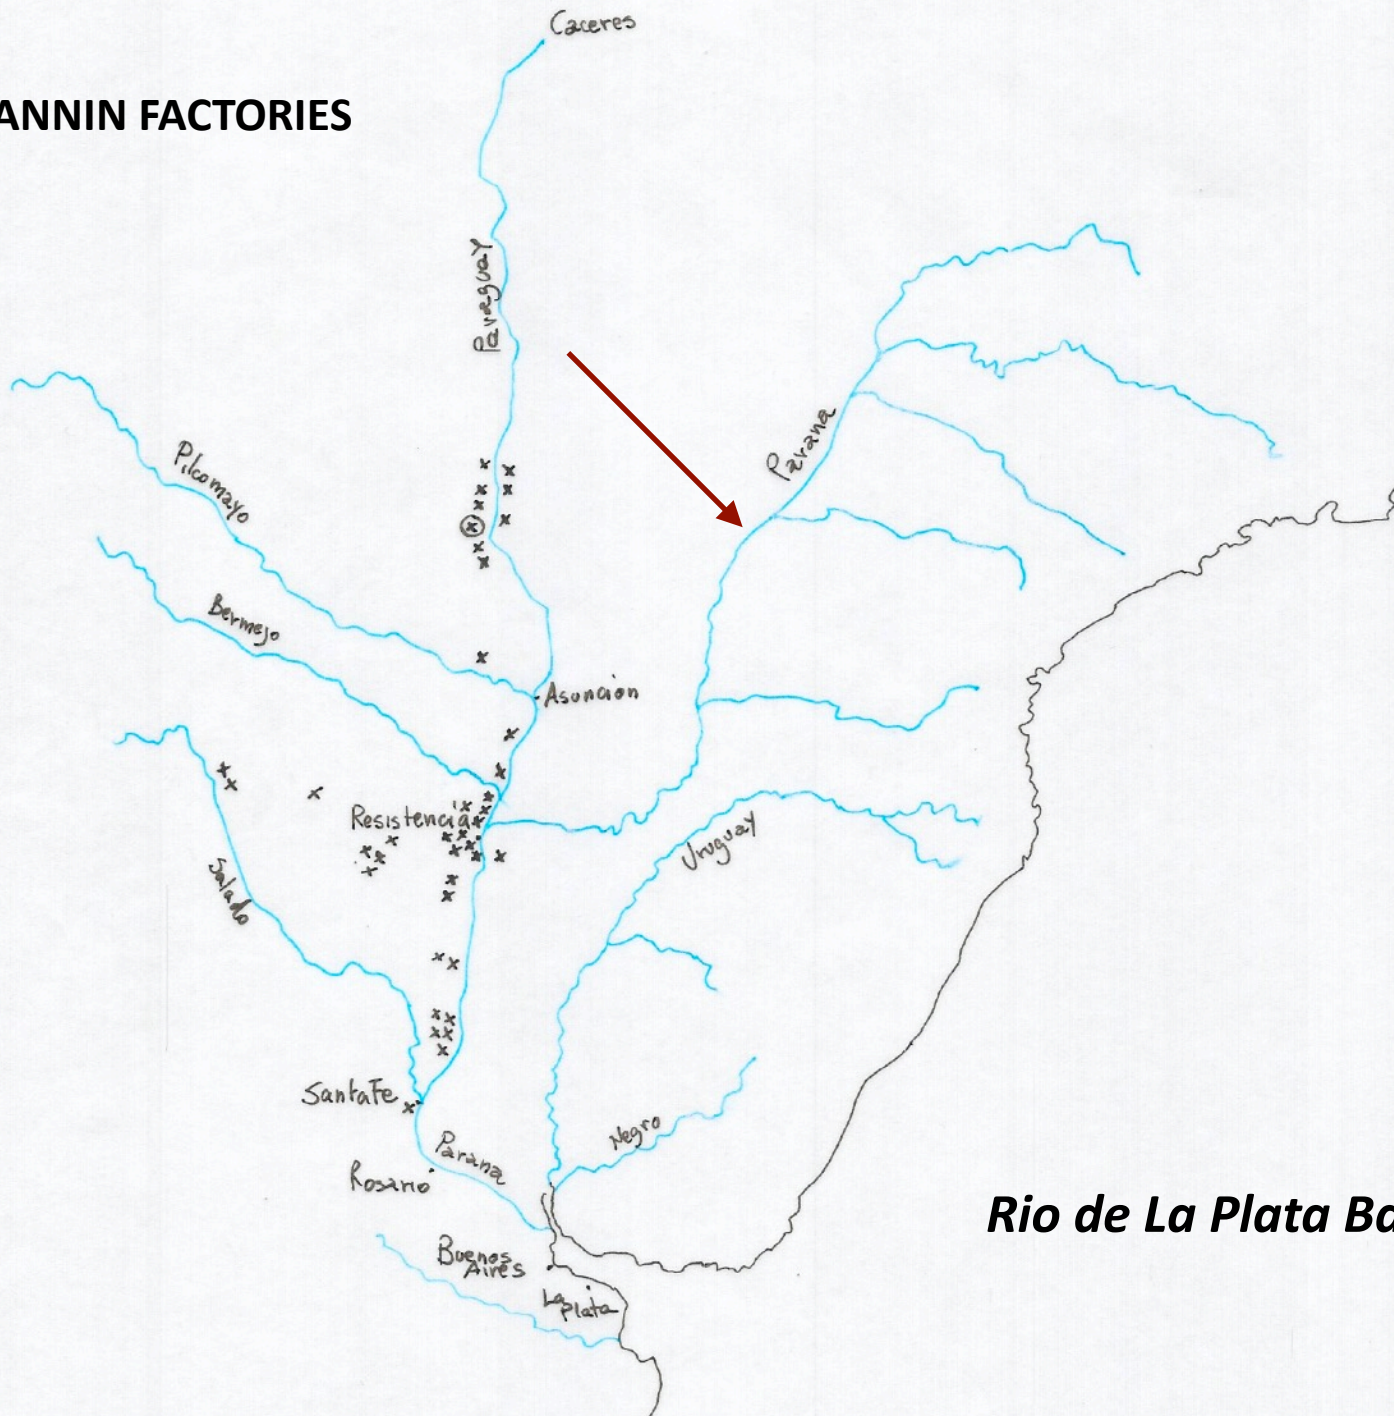 Caceres
ANNIN FACTORIES
Paraguay
Parana
Pilcomayo
Bermejo
Asuncion
Resistencia
Uruguay
Salado
SantaFe
Negro
Parana
Rosario
Rio de La Plata Ba
Buenos
Aires
La
Plata